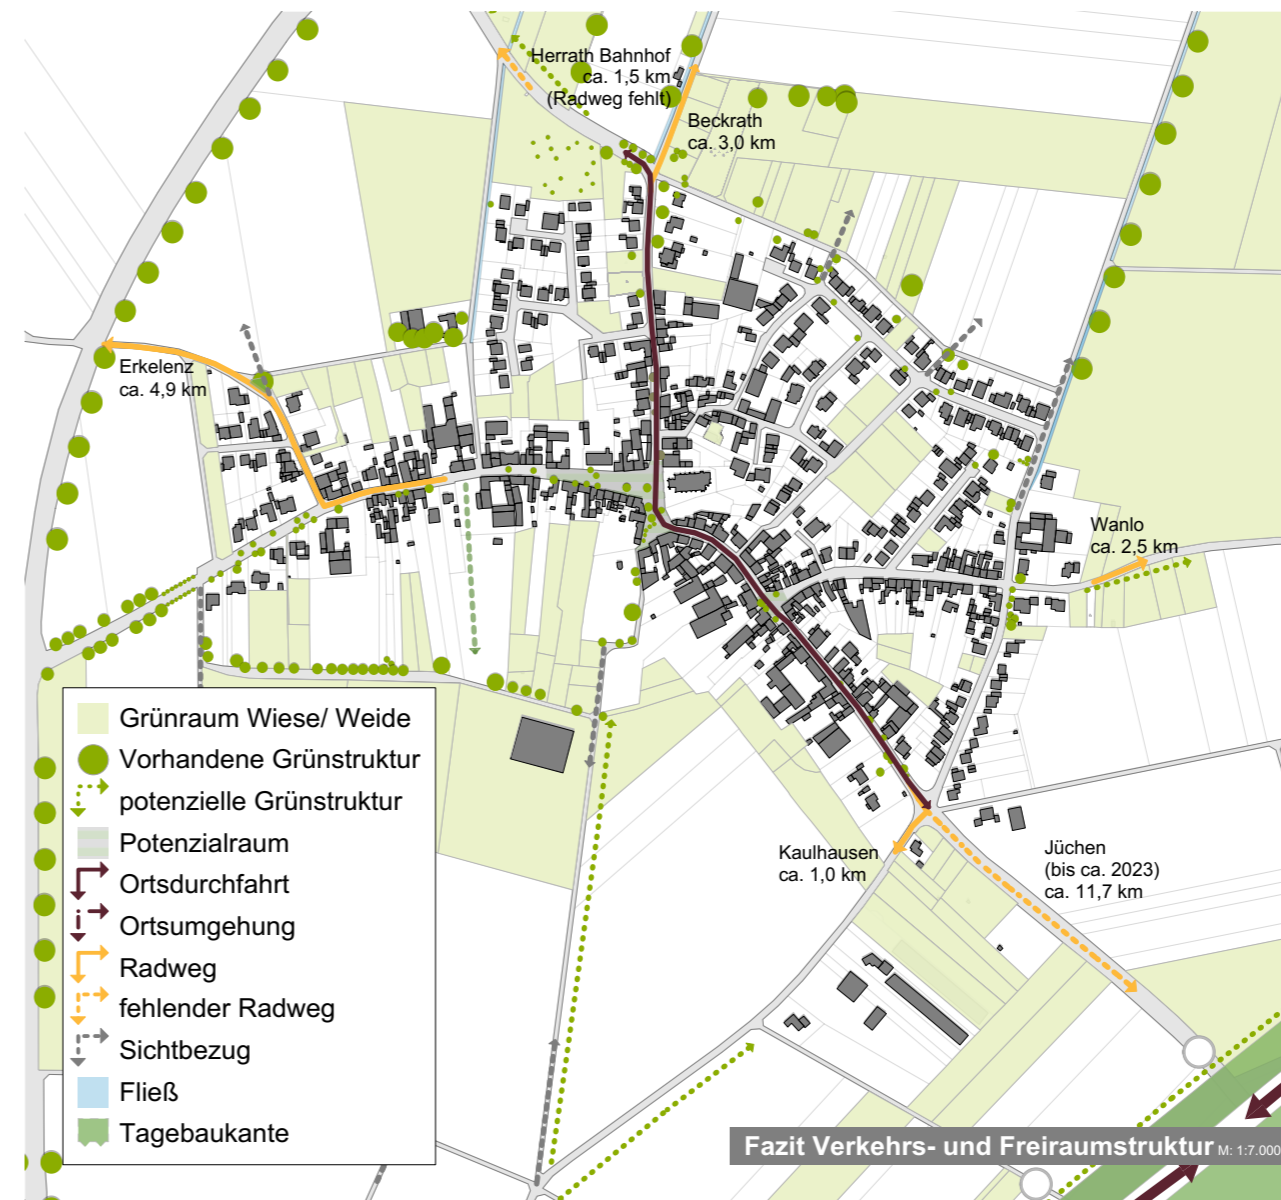 Herrath Bahnhof
ca. 1,5 km
(Radweg fehlt)
Beckrath
ca. 3,0 km
Erkelenz
ca. 4,9 km
Wanlo
ca. 2,5 km
Kaulhausen
ca. 1,0 km
Jüchen
(bis ca. 2023)
ca. 11,7 km
Grünraum Wiese/ Weide
Vorhandene Grünstruktur
potenzielle Grünstruktur
Potenzialraum
Ortsdurchfahrt
Ortsumgehung
Radweg
fehlender Radweg
Sichtbezug
Fließ
Tagebaukante
Fazit Verkehrs- und Freiraumstruktur M: 1:7.000